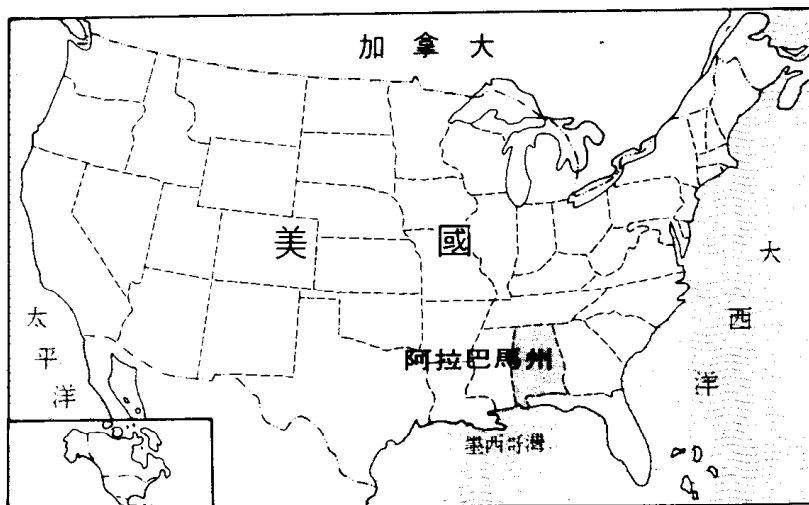 加拿大
美國
大西洋
太平洋
阿拉巴馬州
墨西哥灣